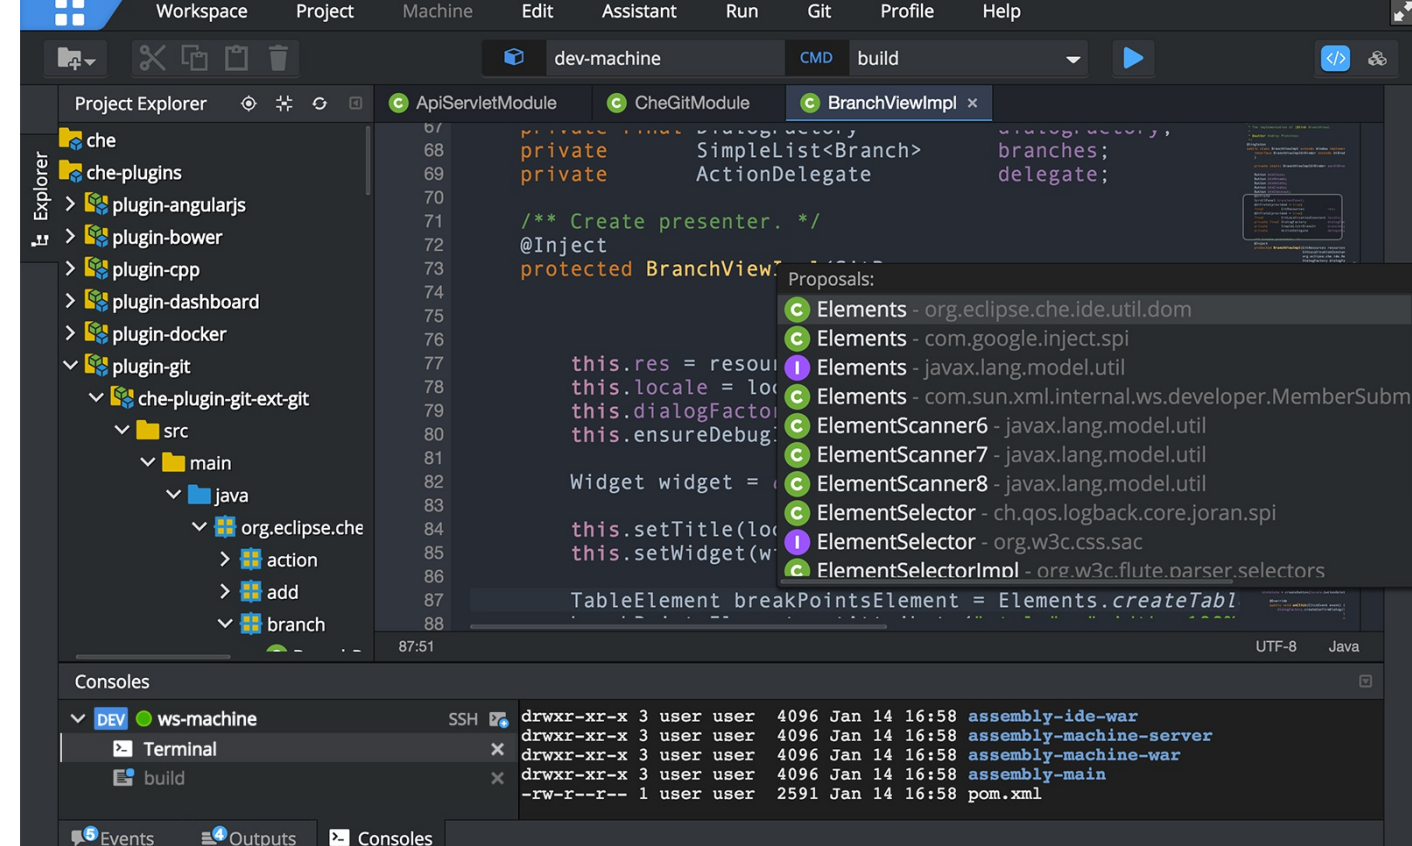 Workspace Project Machine Edit Assistant Run Git Profile Help
dev-machine CMD build </>
Project Explorer
Explorer
che
che-plugins
plugin-angularjs
plugin-bower
plugin-cpp
plugin-dashboard
plugin-docker
plugin-git
che-plugin-git-ext-git
src
main
java
org.eclipse.che
action
add
branch
ApiServletModule CheGitModule BranchViewImpl ×
67 private final DialogFactory dialogFactory;
68 private SimpleList<Branch> branches;
69 private ActionDelegate delegate;
70
71 /** Create presenter. */
72 @Inject
73 protected BranchViewImpl
74
75
76
77 this.res = resou
78 this.locale = loc
79 this.dialogFactor
80 this.ensureDebug
81
82 Widget widget =
83
84 this.setTitle(loc
85 this.setWidget(w
86
87 TableElement breakPointsElement = Elements.createTabl
88
Proposals:
C Elements - org.eclipse.che.ide.util.dom
C Elements - com.google.inject.spi
I Elements - javax.lang.model.util
C Elements - com.sun.xml.internal.ws.developer.MemberSubm
C ElementScanner6 - javax.lang.model.util
C ElementScanner7 - javax.lang.model.util
C ElementScanner8 - javax.lang.model.util
C ElementSelector - ch.qos.logback.core.joran.spi
I ElementSelector - org.w3c.css.sac
C ElementSelectorImpl - org.w3c.flute.parser.selectors
87:51 UTF-8 Java
Consoles
DEV ws-machine SSH
Terminal ×
build ×
drwxr-xr-x 3 user user 4096 Jan 14 16:58 assembly-ide-war
drwxr-xr-x 3 user user 4096 Jan 14 16:58 assembly-machine-server
drwxr-xr-x 3 user user 4096 Jan 14 16:58 assembly-machine-war
drwxr-xr-x 3 user user 4096 Jan 14 16:58 assembly-main
-rw-r--r-- 1 user user 2591 Jan 14 16:58 pom.xml
5 Events 4 Outputs Consoles